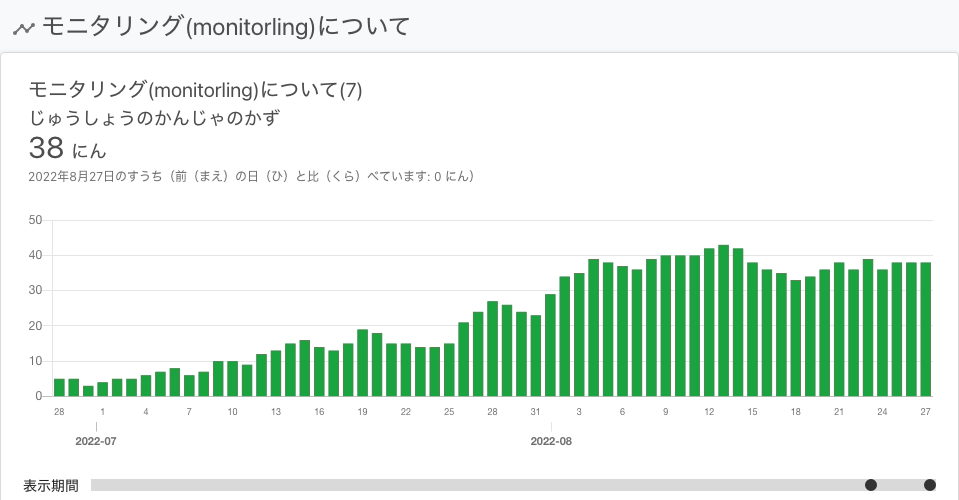 モニタリング(monitorling)について
モニタリング(monitorling)について(7)
じゅうしょうのかんじゃのかず
38 にん
2022年8月27日のすうち（前（まえ）の日（ひ）と比（くら）べています: 0 にん）
50
40
30
20
10
0
28 1 4 7 10 13 16 19 22 25 28 31 3 6 9 12 15 18 21 24 27
2022-07 2022-08
表示期間